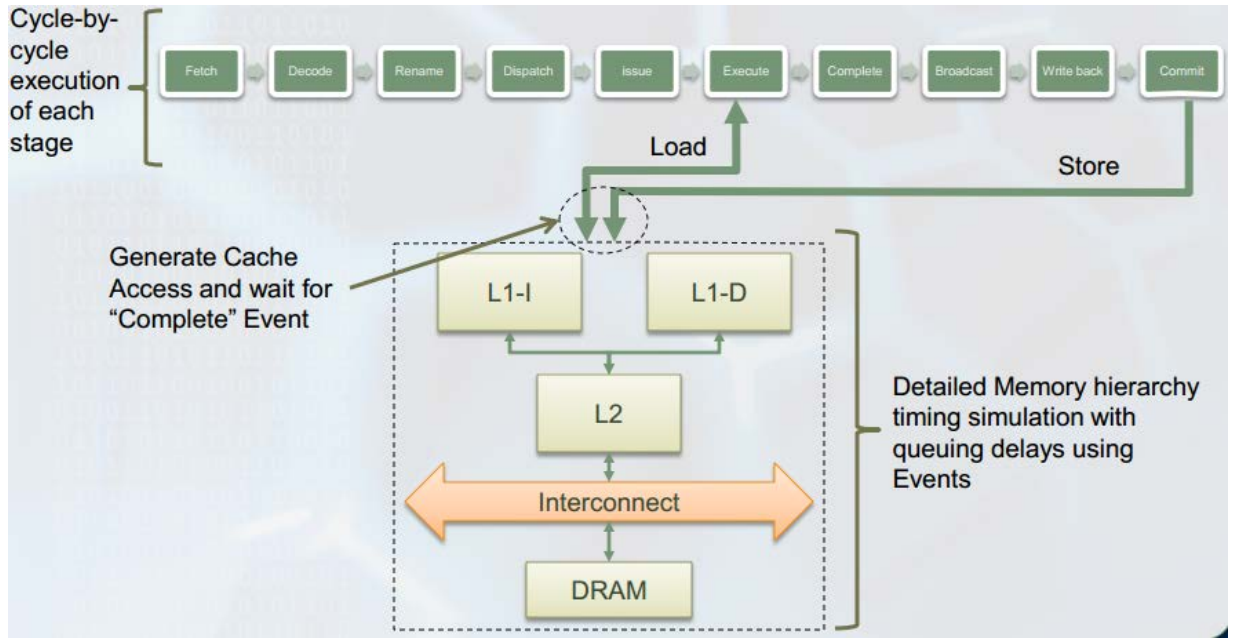 Cycle-by-
cycle
execution
of each
stage
Fetch
Decode
Rename
Dispatch
Issue
Execute
Complete
Broadcast
Write back
Commit
Load
Store
Generate Cache
Access and wait for
“Complete” Event
L1-I
L1-D
L2
Interconnect
DRAM
Detailed Memory hierarchy
timing simulation with
queuing delays using
Events